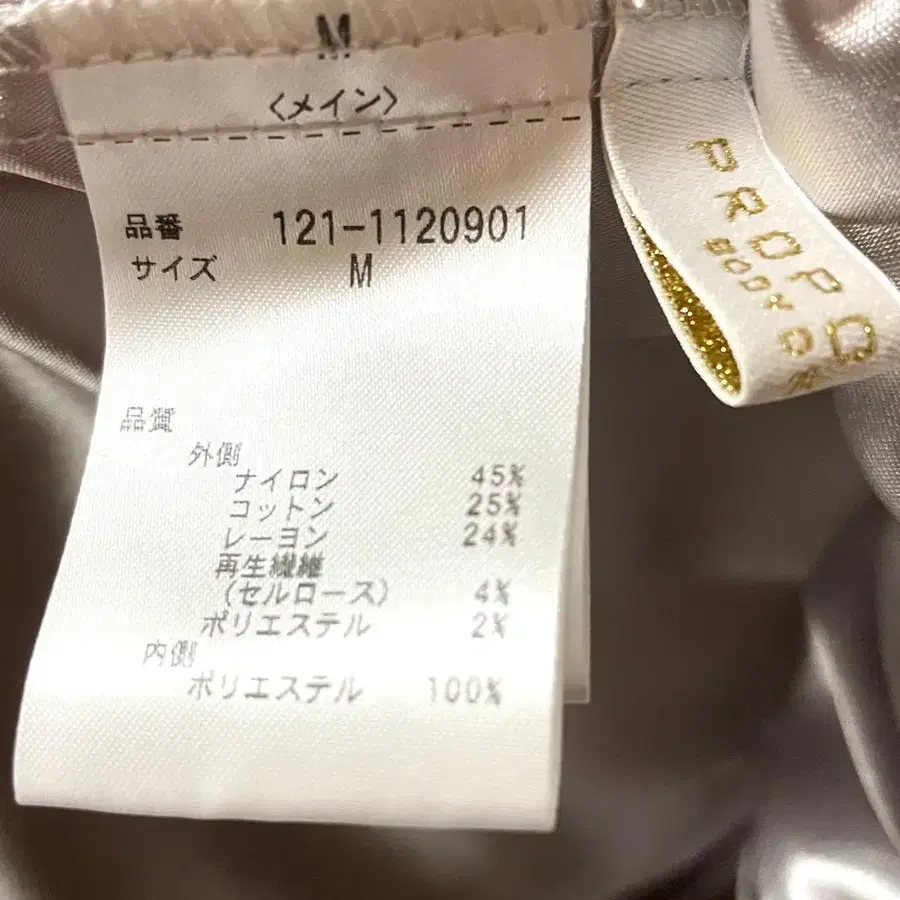 M
〈メイン〉
品番 121-1120901
サイズ M
品質
外側
ナイロン 45%
コットン 25%
レーヨン 24%
再生繊維
(セルロース) 4%
ポリエステル 2%
内側
ポリエステル 100%
PROPO
BODY